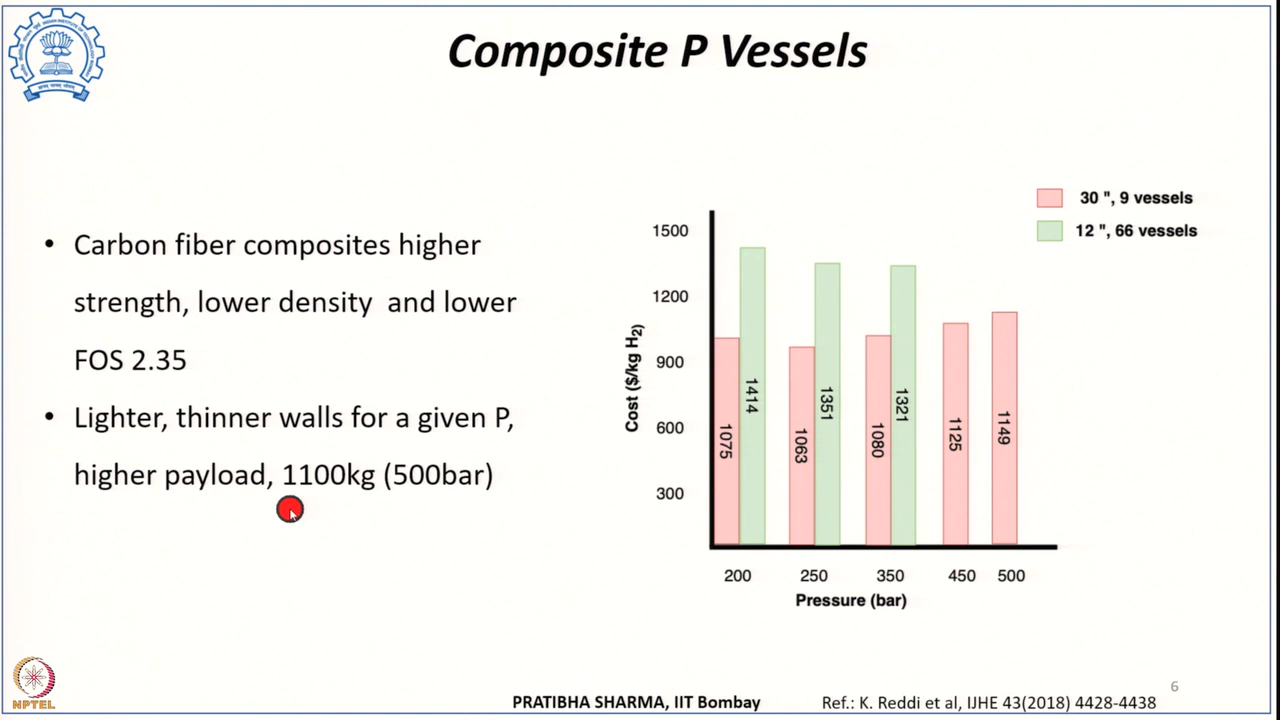 Composite P Vessels
• Carbon fiber composites higher
strength, lower density and lower
FOS 2.35
• Lighter, thinner walls for a given P,
higher payload, 1100kg (500bar)
30 ", 9 vessels
12 ", 66 vessels
Cost ($/kg H2)
1500
1200
900
600
300
1075
1414
1063
1351
1080
1321
1125
1149
200 250 350 450 500
Pressure (bar)
6
NPTEL
PRATIBHA SHARMA, IIT Bombay
Ref.: K. Reddi et al, IJHE 43(2018) 4428-4438